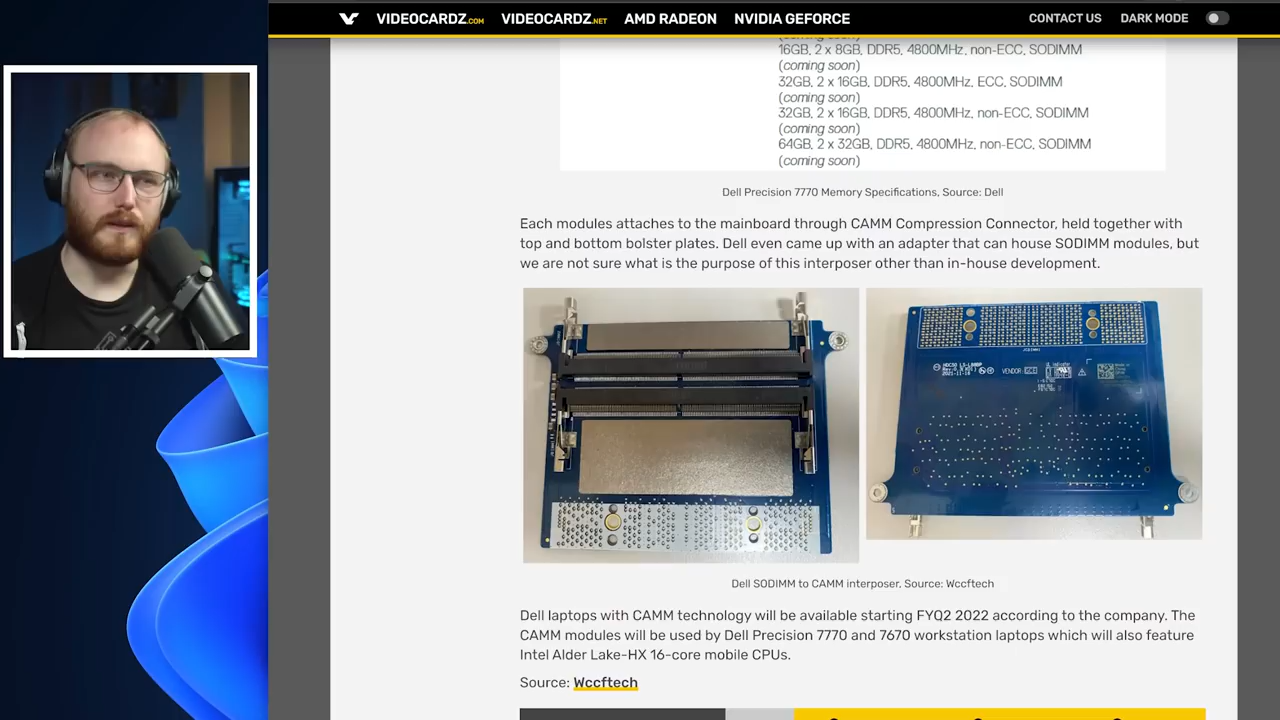 VIDEOCARDZ.COM VIDEOCARDZ.NET AMD RADEON NVIDIA GEFORCE CONTACT US DARK MODE
(coming soon)
16GB, 2 x 8GB, DDR5, 4800MHz, non-ECC, SODIMM
(coming soon)
32GB, 2 x 16GB, DDR5, 4800MHz, ECC, SODIMM
(coming soon)
32GB, 2 x 16GB, DDR5, 4800MHz, non-ECC, SODIMM
(coming soon)
64GB, 2 x 32GB, DDR5, 4800MHz, non-ECC, SODIMM
(coming soon)
Dell Precision 7770 Memory Specifications, Source: Dell
Each modules attaches to the mainboard through CAMM Compression Connector, held together with
top and bottom bolster plates. Dell even came up with an adapter that can house SODIMM modules, but
we are not sure what is the purpose of this interposer other than in-house development.
VENDOR:
Dell SODIMM to CAMM interposer, Source: Wccftech
Dell laptops with CAMM technology will be available starting FYQ2 2022 according to the company. The
CAMM modules will be used by Dell Precision 7770 and 7670 workstation laptops which will also feature
Intel Alder Lake-HX 16-core mobile CPUs.
Source: Wccftech